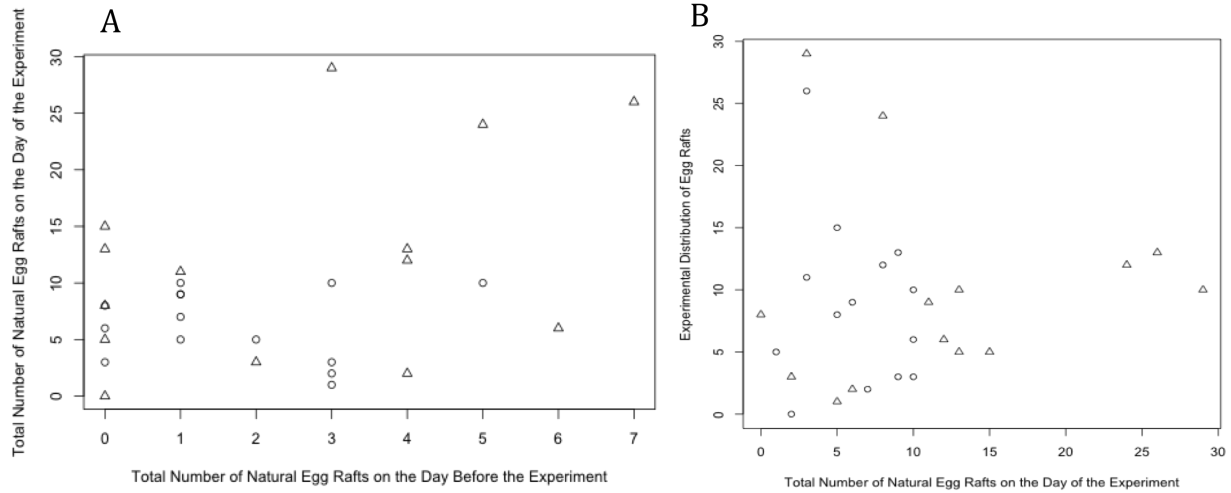 A
Total Number of Natural Egg Rafts on the Day of the Experiment
30
25
20
15
10
5
0
0 1 2 3 4 5 6 7
Total Number of Natural Egg Rafts on the Day Before the Experiment
B
Experimental Distribution of Egg Rafts
30
25
20
15
10
5
0
0 5 10 15 20 25 30
Total Number of Natural Egg Rafts on the Day of the Experiment